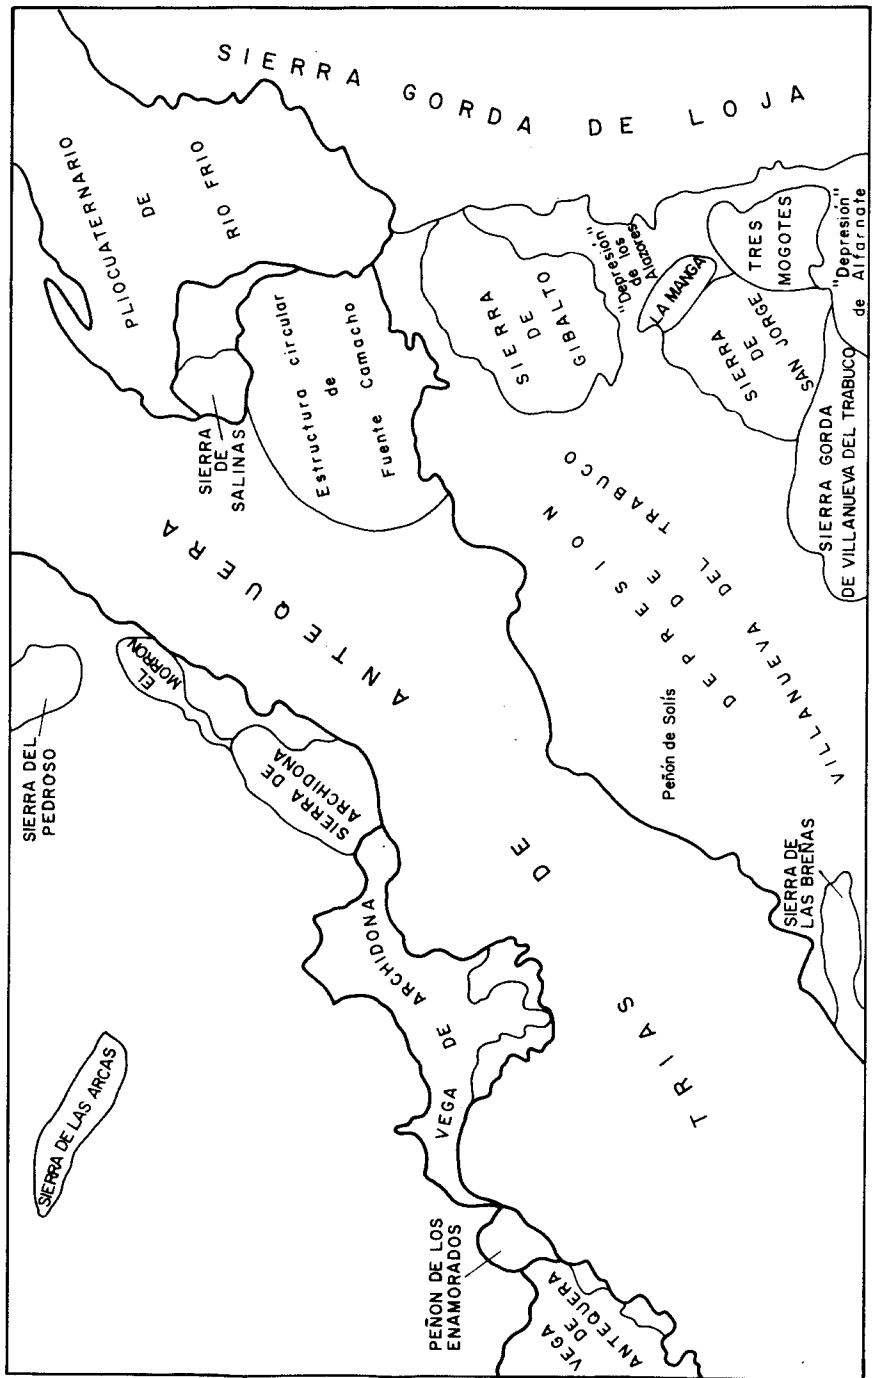 SIERRA GORDA DE LOJA
PLIOCUATERNARIO
DE
RIO FRIO
SIERRA
DE
SALINAS
Estructura circular
de
Fuente Camacho
SIERRA
DE
GIBALTO
"Depresión"
de los
Alazores
LA MANGA
TRES
MOGOTES
SIERRA
DE
SAN JORGE
"Depresión"
de Alfarnate
SIERRA GORDA
DE VILLANUEVA DEL TRABUCO
DEPRESION DE
VILLANUEVA DEL TRABUCO
Peñón de Solís
SIERRA DE
LAS BREÑAS
TRIAS DE ANTEQUERA
SIERRA DEL
PEDROSO
EL
MORRON
SIERRA DE
ARCHIDONA
VEGA DE ARCHIDONA
SIERRA DE LAS ARCAS
PEÑON DE LOS
ENAMORADOS
VEGA
DE
ANTEQUERA